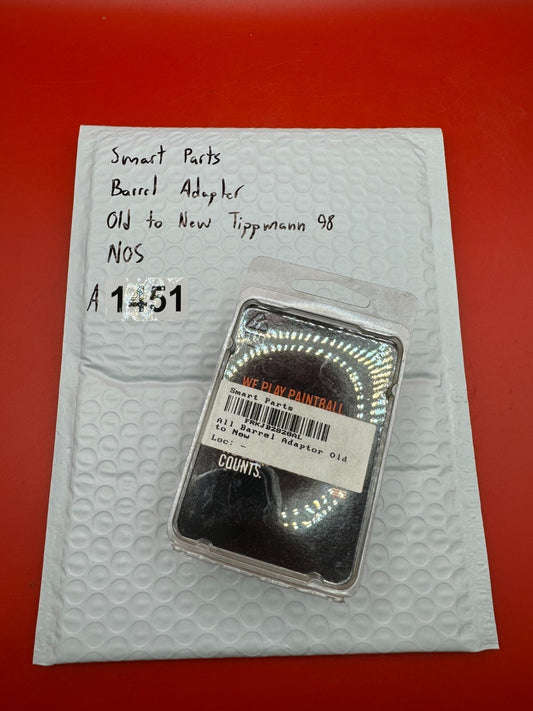 Smart Parts
Barrel Adapter
Old to New Tippmann 98
NOS
A 1451
WE PLAY PAINTBALL
Smart Parts
All Barrel Adaptor Old
to New
Loc: _
COUNTS.